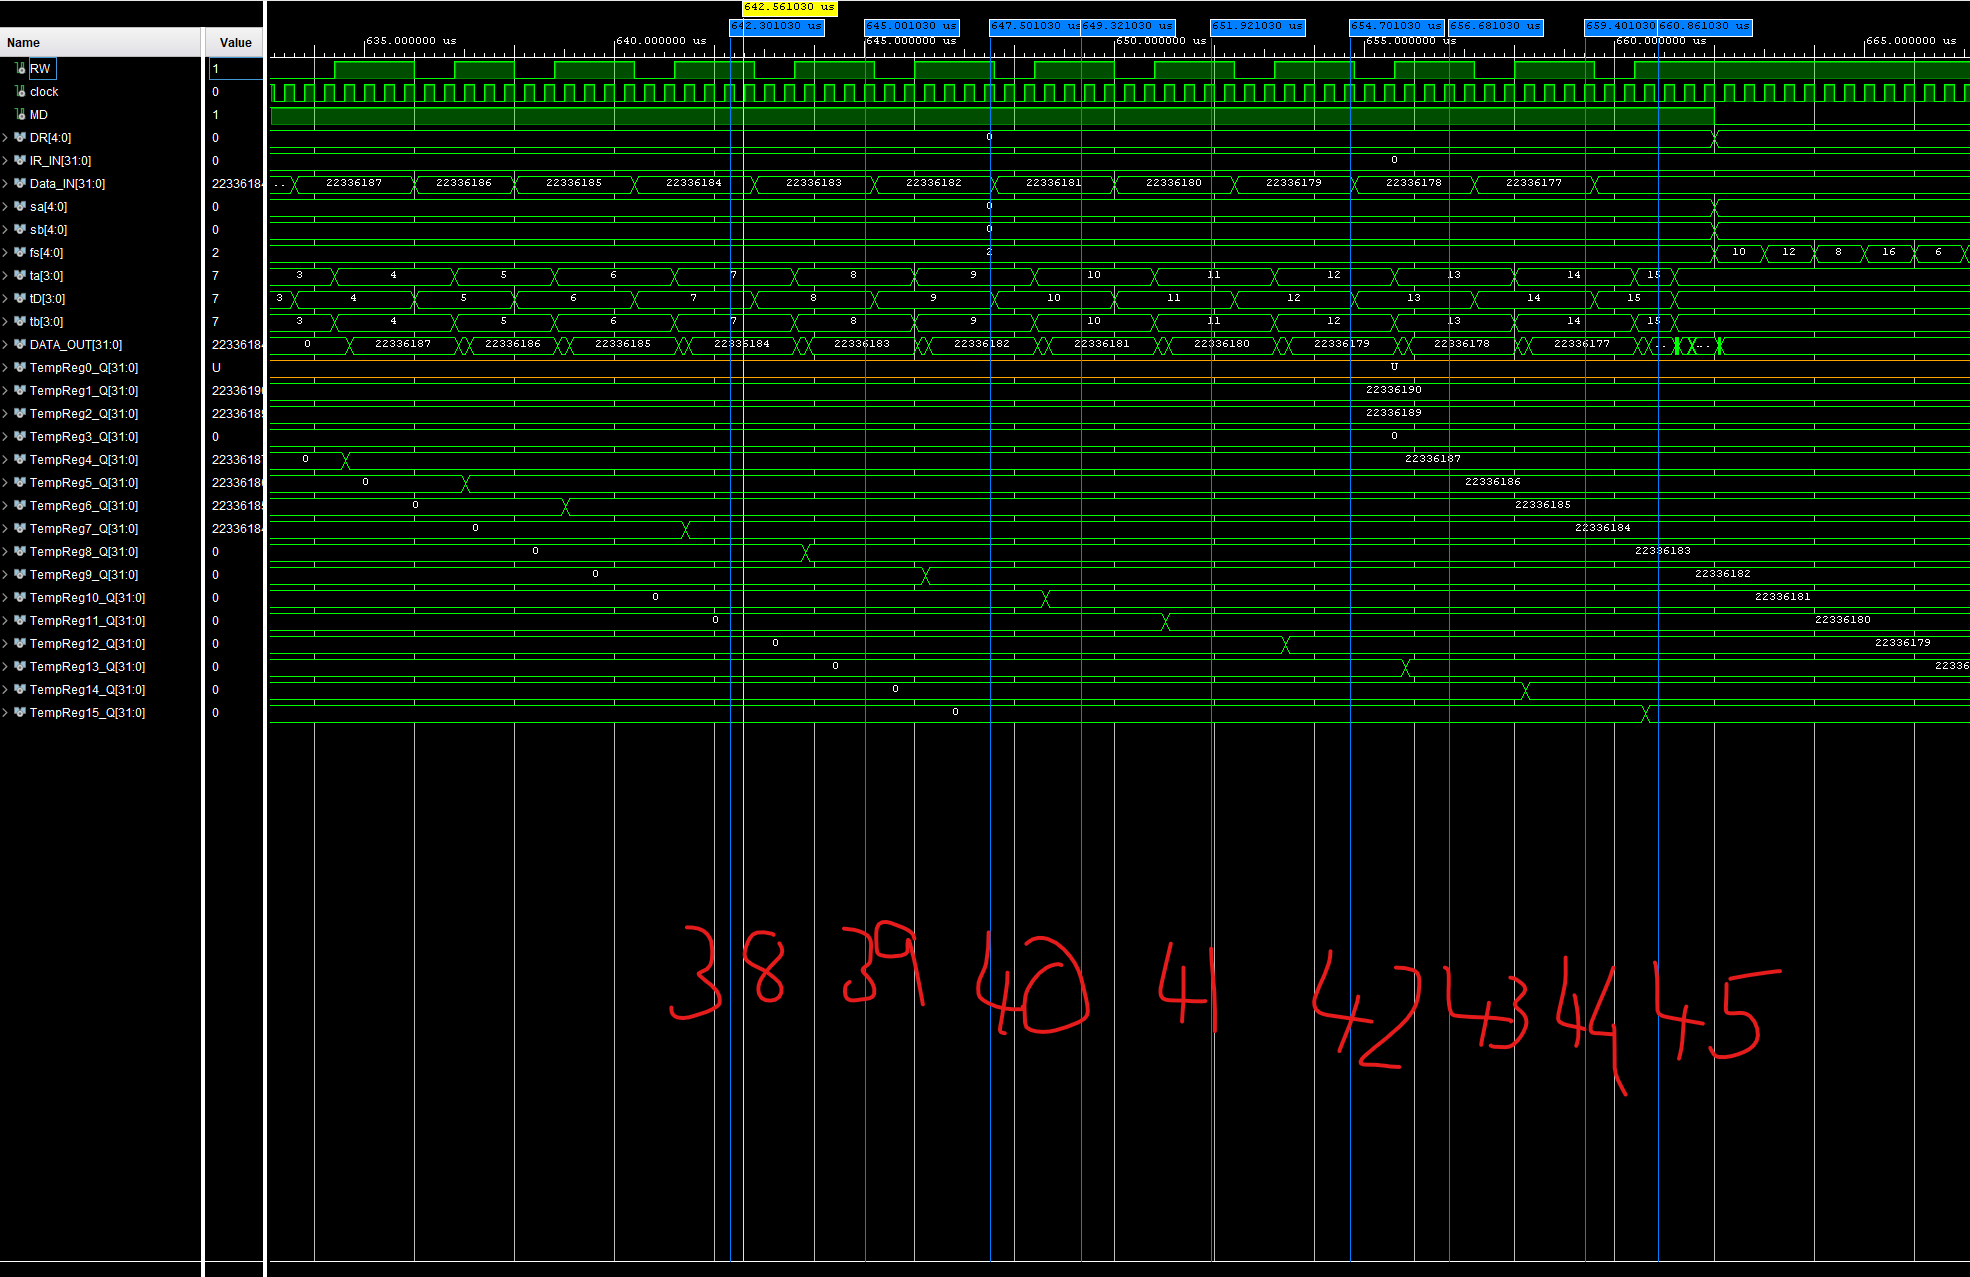 642.561030 us
642.301030 us 645.001030 us 647.501030 us 649.321030 us 651.921030 us 654.701030 us 656.681030 us 659.401030 660.861030 us
Name Value 635.000000 us 640.000000 us 645.000000 us 650.000000 us 655.000000 us 660.000000 us 665.000000 us
RW 1
clock 0
MD 1
DR[4:0] 0 0
IR_IN[31:0] 0 0
Data_IN[31:0] 22336184 .. 22336187 22336186 22336185 22336184 22336183 22336182 22336181 22336180 22336179 22336178 22336177
sa[4:0] 0 0
sb[4:0] 0 0
fs[4:0] 2 2 10 12 8 16 6
ta[3:0] 7 3 4 5 6 7 8 9 10 11 12 13 14 15
tD[3:0] 7 3 4 5 6 7 8 9 10 11 12 13 14 15
tb[3:0] 7 3 4 5 6 7 8 9 10 11 12 13 14 15
DATA_OUT[31:0] 22336184 0 22336187 22336186 22336185 22336184 22336183 22336182 22336181 22336180 22336179 22336178 22336177 .. ..
TempReg0_Q[31:0] U U
TempReg1_Q[31:0] 22336190 22336190
TempReg2_Q[31:0] 22336189 22336189
TempReg3_Q[31:0] 0 0
TempReg4_Q[31:0] 22336187 0 22336187
TempReg5_Q[31:0] 22336186 0 22336186
TempReg6_Q[31:0] 22336185 0 22336185
TempReg7_Q[31:0] 22336184 0 22336184
TempReg8_Q[31:0] 0 0 22336183
TempReg9_Q[31:0] 0 0 22336182
TempReg10_Q[31:0] 0 0 22336181
TempReg11_Q[31:0] 0 0 22336180
TempReg12_Q[31:0] 0 0 22336179
TempReg13_Q[31:0] 0 0 22336
TempReg14_Q[31:0] 0 0
TempReg15_Q[31:0] 0 0
38 39 40 41 42 43 44 45